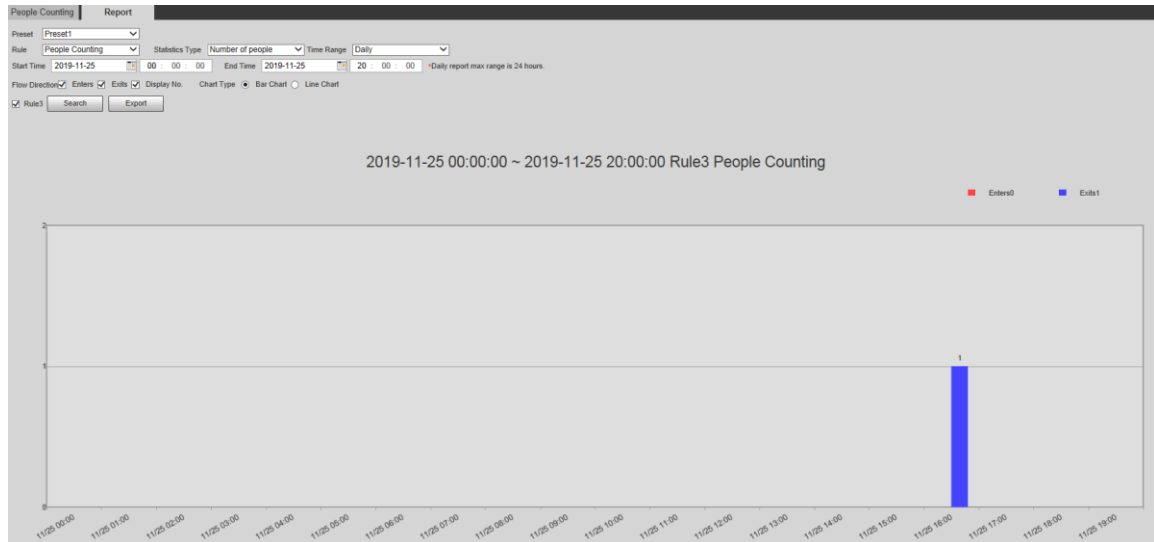 People Counting Report
Preset Preset1
Rule People Counting Statistics Type Number of people Time Range Daily
Start Time 2019-11-25 00 : 00 : 00 End Time 2019-11-25 20 : 00 : 00 *Daily report max range is 24 hours.
Flow Direction Enters Exits Display No. Chart Type Bar Chart Line Chart
Rule3 Search Export
2019-11-25 00:00:00 ~ 2019-11-25 20:00:00 Rule3 People Counting
Enters0 Exits1
2
1
1
0
11/25 00:00 11/25 01:00 11/25 02:00 11/25 03:00 11/25 04:00 11/25 05:00 11/25 06:00 11/25 07:00 11/25 08:00 11/25 09:00 11/25 10:00 11/25 11:00 11/25 12:00 11/25 13:00 11/25 14:00 11/25 15:00 11/25 16:00 11/25 17:00 11/25 18:00 11/25 19:00